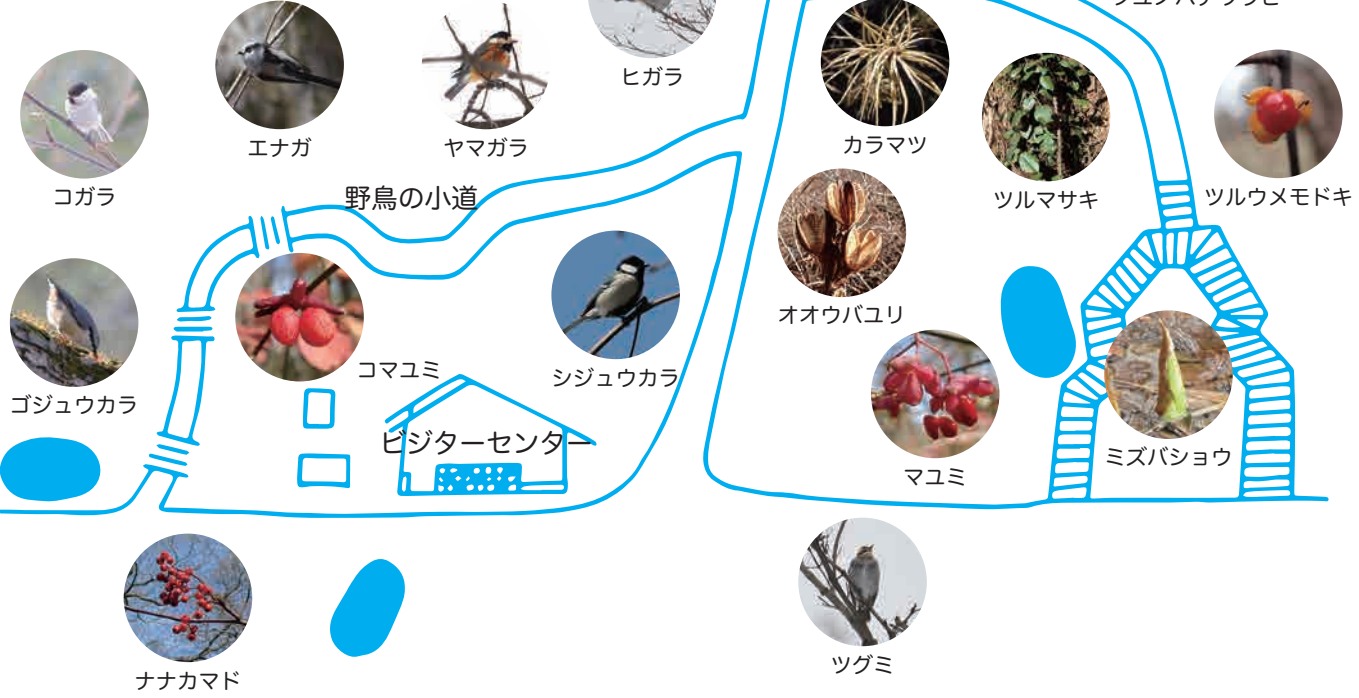 ヒガラ
エナガ
ヤマガラ
カラマツ
コガラ
野鳥の小道
ツルマサキ
ツルウメモドキ
オオウバユリ
コマユミ
シジュウカラ
ゴジュウカラ
ビジターセンター
マユミ
ミズバショウ
ツグミ
ナナカマド